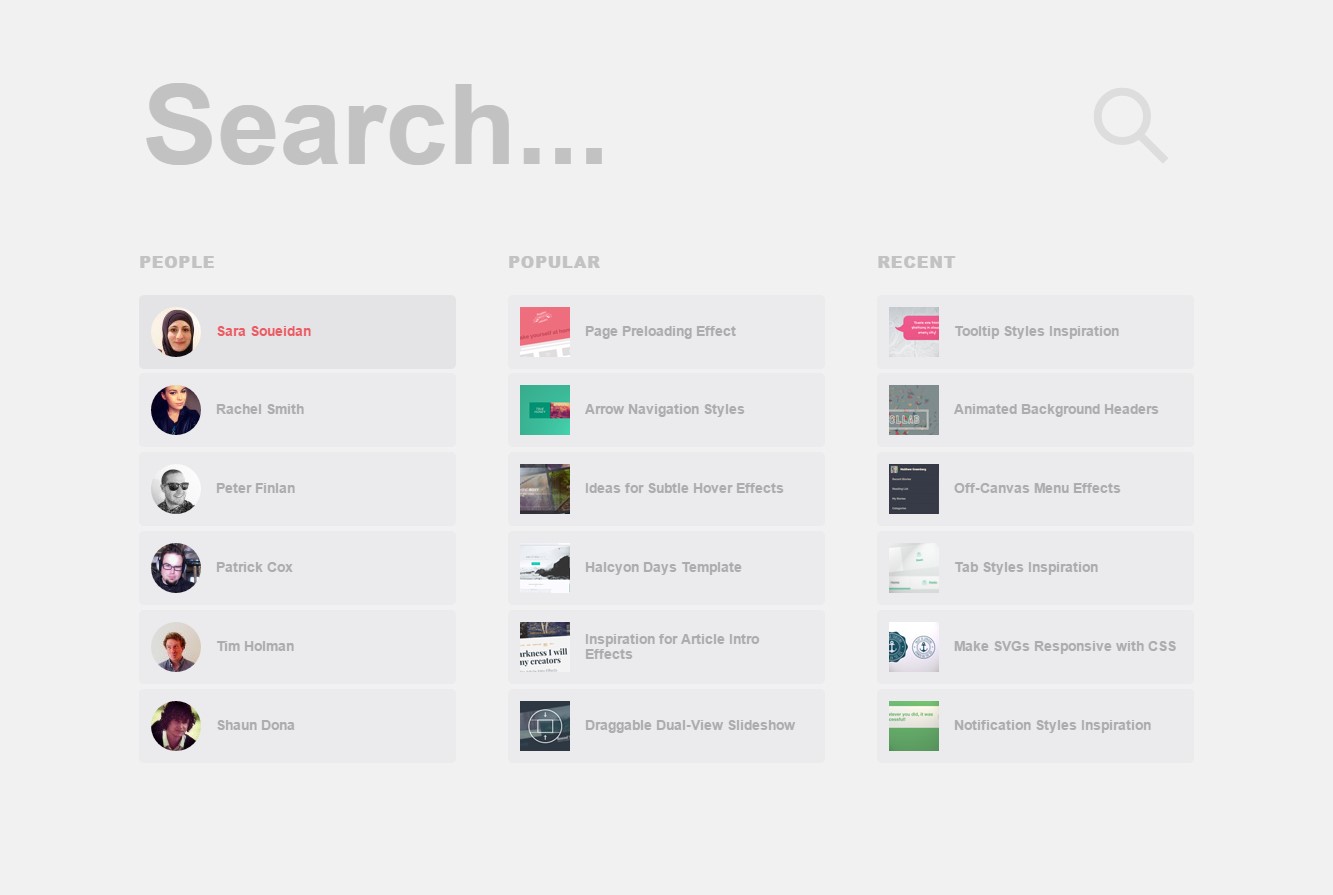 Search...
PEOPLE
Sara Soueidan
Rachel Smith
Peter Finlan
Patrick Cox
Tim Holman
Shaun Dona
POPULAR
Page Preloading Effect
Arrow Navigation Styles
Ideas for Subtle Hover Effects
Halcyon Days Template
arkness I will
my creators
Inspiration for Article Intro
Effects
Draggable Dual-View Slideshow
RECENT
Tooltip Styles Inspiration
OLLAB
Animated Background Headers
Off-Canvas Menu Effects
Tab Styles Inspiration
Make SVGs Responsive with CSS
Notification Styles Inspiration